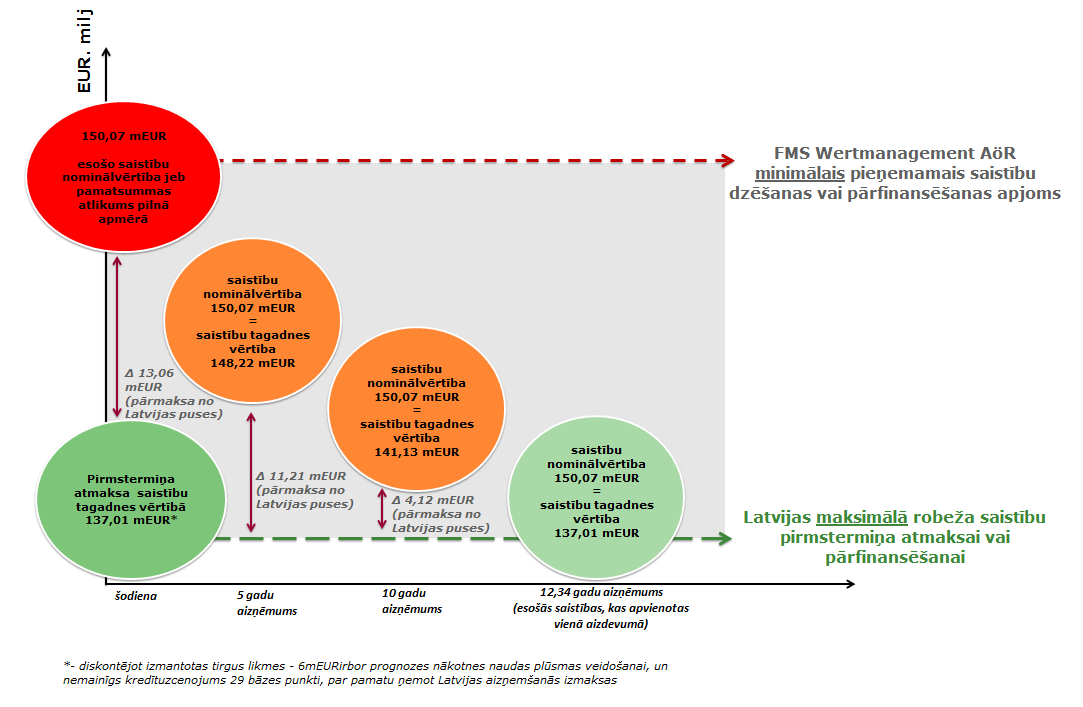 EUR. milj
150,07 mEUR
esošo saistību
nominālvērtība jeb
pamatsummas
atlikums pilnā
apmērā
FMS Wertmanagement AöR
minimālais pieņemamais saistību
dzēšanas vai pārfinansēšanas apjoms
saistību
nominālvērtība
150,07 mEUR
=
saistību tagadnes
vērtība
148,22 mEUR
saistību
nominālvērtība
150,07 mEUR
=
saistību tagadnes
vērtība
141,13 mEUR
Δ 13,06
mEUR
(pārmaksa no
Latvijas puses)
Pirmstermiņa
atmaksa saistību
tagadnes vērtībā
137,01 mEUR*
Δ 11,21 mEUR
(pārmaksa no
Latvijas puses)
Δ 4,12 mEUR
(pārmaksa no
Latvijas puses)
saistību
nominālvērtība
150,07 mEUR
=
saistību tagadnes
vērtība
137,01 mEUR
Latvijas maksimālā robeža saistību
pirmstermiņa atmaksai vai
pārfinansēšanai
šodiena
5 gadu
aizņēmums
10 gadu
aizņēmums
12,34 gadu aizņēmums
(esošās saistības, kas apvienotas
vienā aizdevumā)
*- diskontējot izmantotas tirgus likmes - 6mEURirbor prognozes nākotnes naudas plūsmas veidošanai, un
nemainīgs kredītuzcenojums 29 bāzes punkti, par pamatu ņemot Latvijas aizņemšanās izmaksas